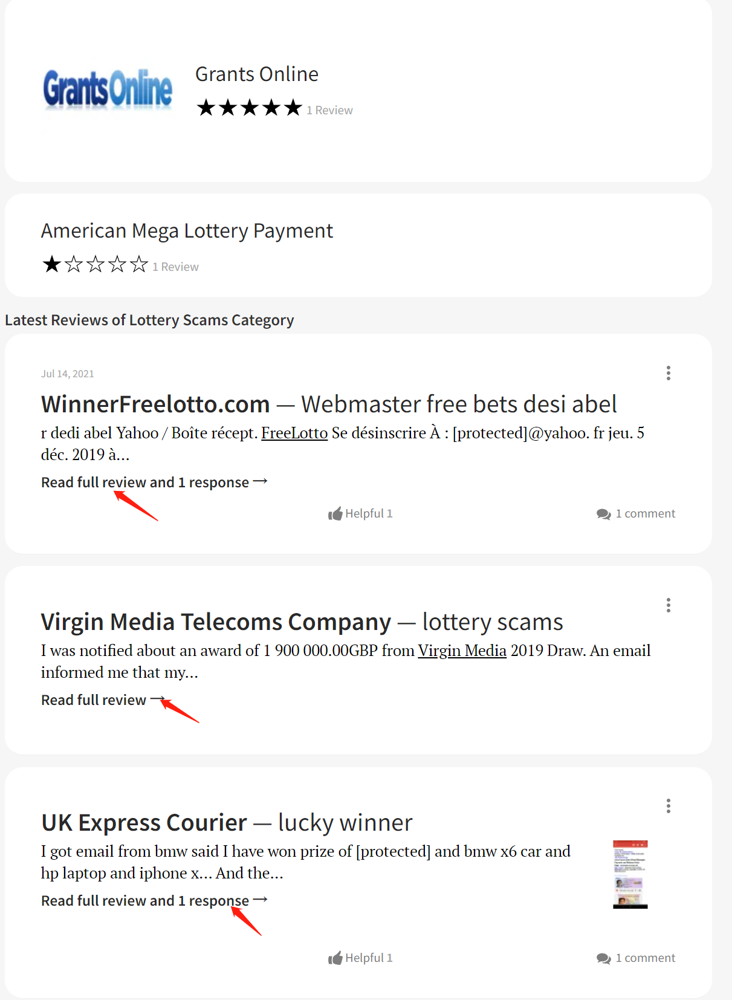 GrantsOnline
Grants Online
1 Review
American Mega Lottery Payment
1 Review
Latest Reviews of Lottery Scams Category
Jul 14, 2021
WinnerFreelotto.com — Webmaster free bets desi abel
r dedi abel Yahoo / Boîte récept. FreeLotto Se désinscrire À : [protected]@yahoo. fr jeu. 5
déc. 2019 à...
Read full review and 1 response →
Helpful 1
1 comment
Virgin Media Telecoms Company — lottery scams
I was notified about an award of 1 900 000.00GBP from Virgin Media 2019 Draw. An email
informed me that my...
Read full review →
UK Express Courier — lucky winner
I got email from bmw said I have won prize of [protected] and bmw x6 car and
hp laptop and iphone x... And the...
Read full review and 1 response →
Helpful 1
1 comment